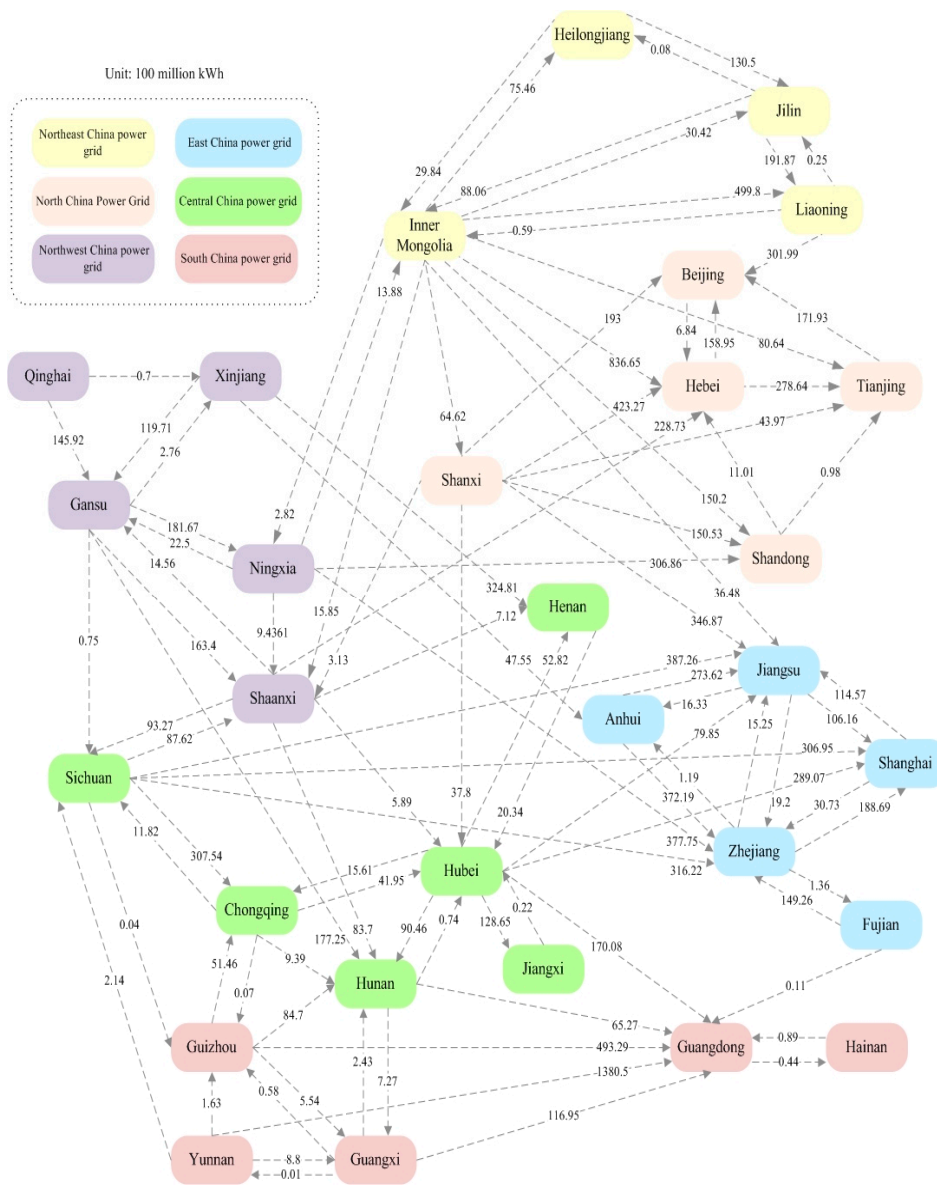 Heilongjiang
0.08
130.5
Unit: 100 million kWh
75.46
Jilin
Northeast China power
grid
East China power grid
30.42
191.87
0.25
29.84
88.06
North China Power Grid
Central China power grid
499.8
Liaoning
Inner
Mongolia
0.59
Northwest China power
grid
South China power grid
301.99
Beijing
13.88
193
171.93
6.84
158.95
80.64
836.65
Qinghai
0.7
Xinjiang
Hebei
278.64
Tianjing
423.27
64.62
43.97
228.73
145.92
119.71
2.76
Shanxi
11.01
0.98
Gansu
150.2
2.82
181.67
150.53
22.5
Shandong
14.56
Ningxia
306.86
324.81
36.48
15.85
Henan
7.12
9.4361
346.87
0.75
163.4
3.13
47.55
52.82
387.26
273.62
Jiangsu
Shaanxi
16.33
114.57
93.27
Anhui
106.16
15.25
87.62
79.85
Shanghai
Sichuan
306.95
1.19
289.07
372.19
5.89
37.8
19.2
30.73
188.69
20.34
11.82
377.75
Zhejiang
307.54
15.61
Hubei
316.22
41.95
1.36
149.26
Chongqing
0.22
Fujian
0.04
90.46
0.74
128.65
83.7
177.25
170.08
51.46
9.39
Jiangxi
2.14
Hunan
0.11
0.07
84.7
65.27
Guizhou
493.29
Guangdong
0.89
Hainan
2.43
0.44
7.27
1380.5
0.58
5.54
1.63
116.95
Yunnan
8.8
Guangxi
0.01